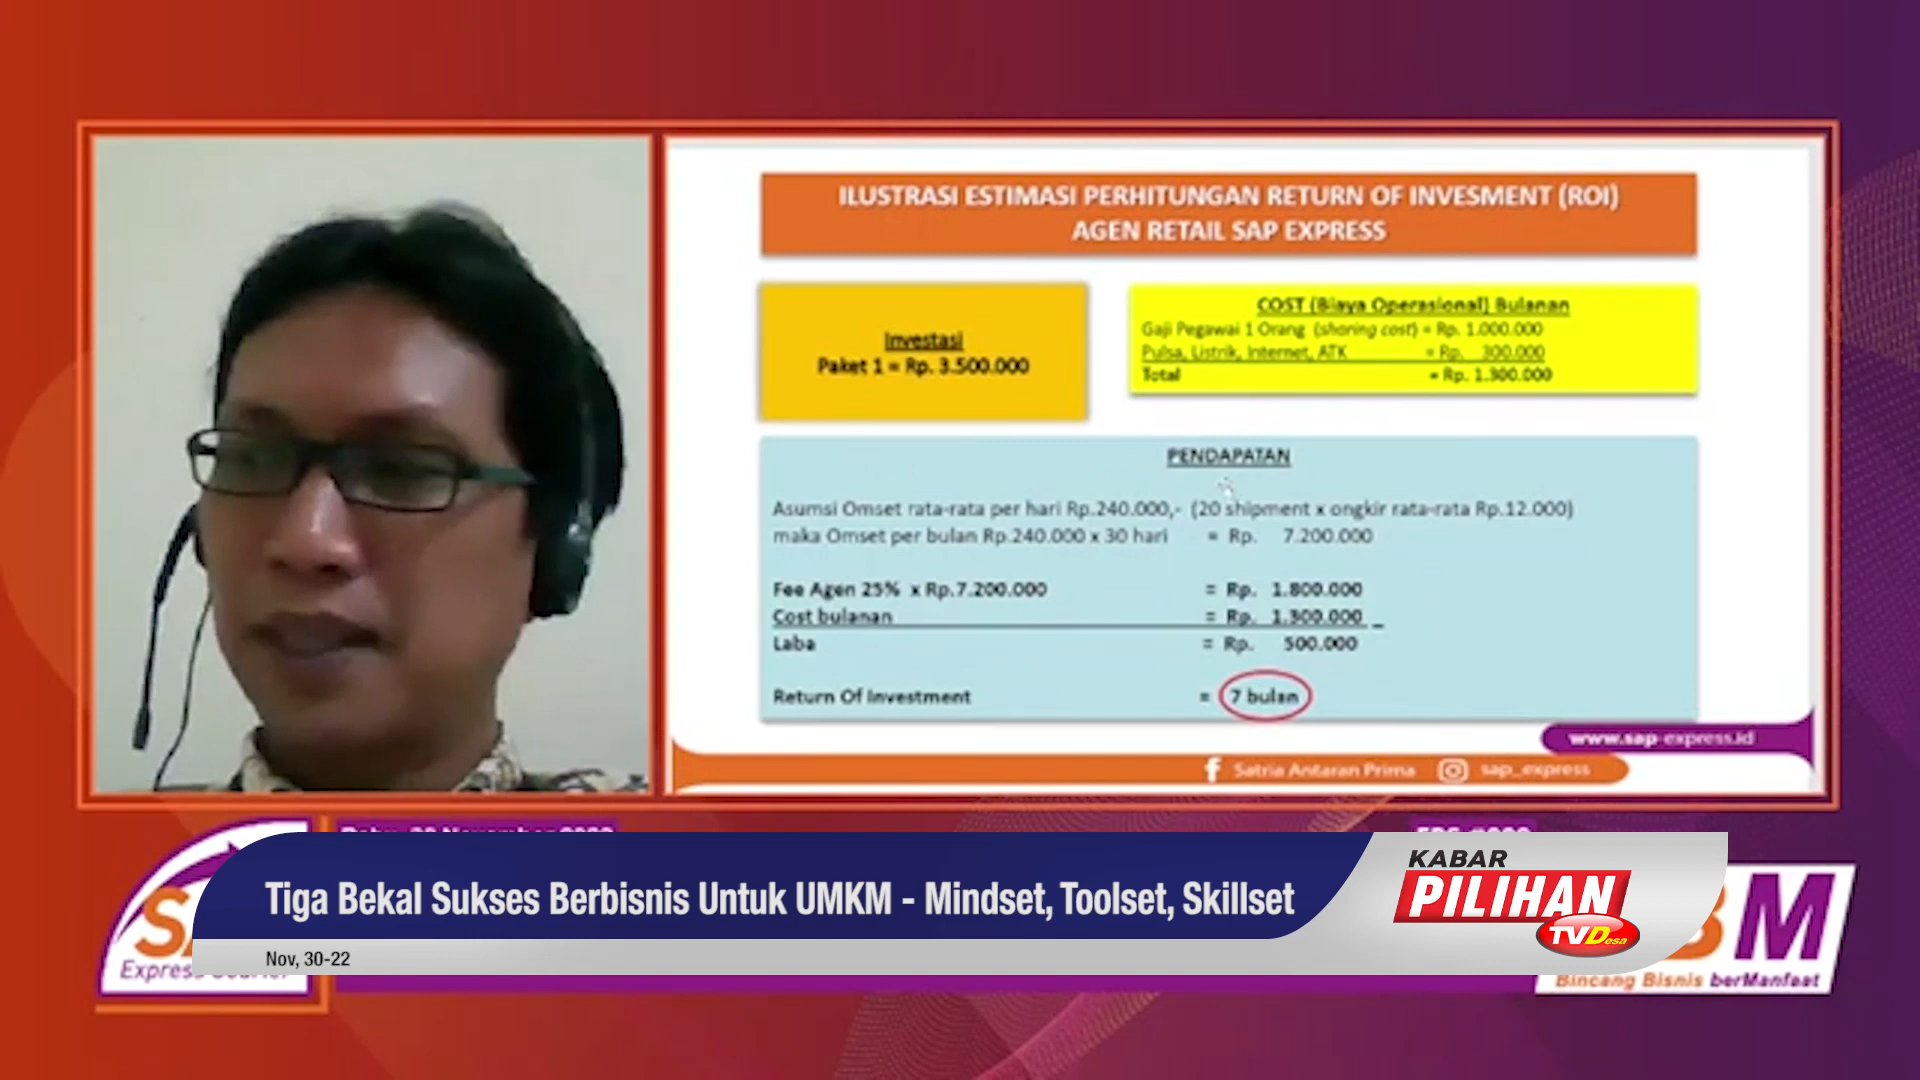 ILUSTRASI ESTIMASI PERHITUNGAN RETURN OF INVESMENT (ROI)
AGEN RETAIL SAP EXPRESS
Investasi
Paket 1 = Rp. 3.500.000
COST (Biaya Operasional) Bulanan
Gaji Pegawai 1 Orang (sharing cost) = Rp. 1.000.000
Pulsa, Listrik, Internet, ATK = Rp. 300.000
Total = Rp. 1.300.000
PENDAPATAN
Asumsi Omset rata-rata per hari Rp.240.000,- (20 shipment x ongkir rata-rata Rp.12.000)
maka Omset per bulan Rp.240.000 x 30 hari = Rp. 7.200.000
Fee Agen 25% x Rp.7.200.000 = Rp. 1.800.000
Cost bulanan = Rp. 1.300.000 _
Laba = Rp. 500.000
Return Of Investment = 7 bulan
www.sap-express.id
Satria Antaran Prima sap_express
Tiga Bekal Sukses Berbisnis Untuk UMKM - Mindset, Toolset, Skillset
Nov, 30-22
KABAR
PILIHAN
TVDesa
M
Express
Bincang Bisnis berManfaat